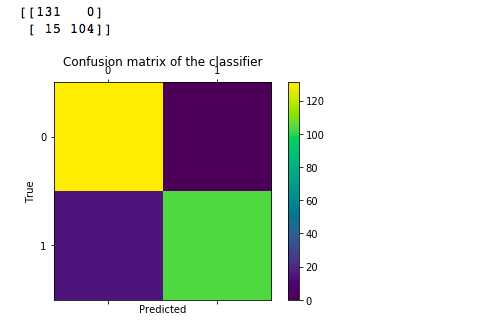 [[131   0]
[ 15 104]]
Confusion matrix of the classifier
0 1
120
100
80
60
40
20
0
0
1
True
Predicted